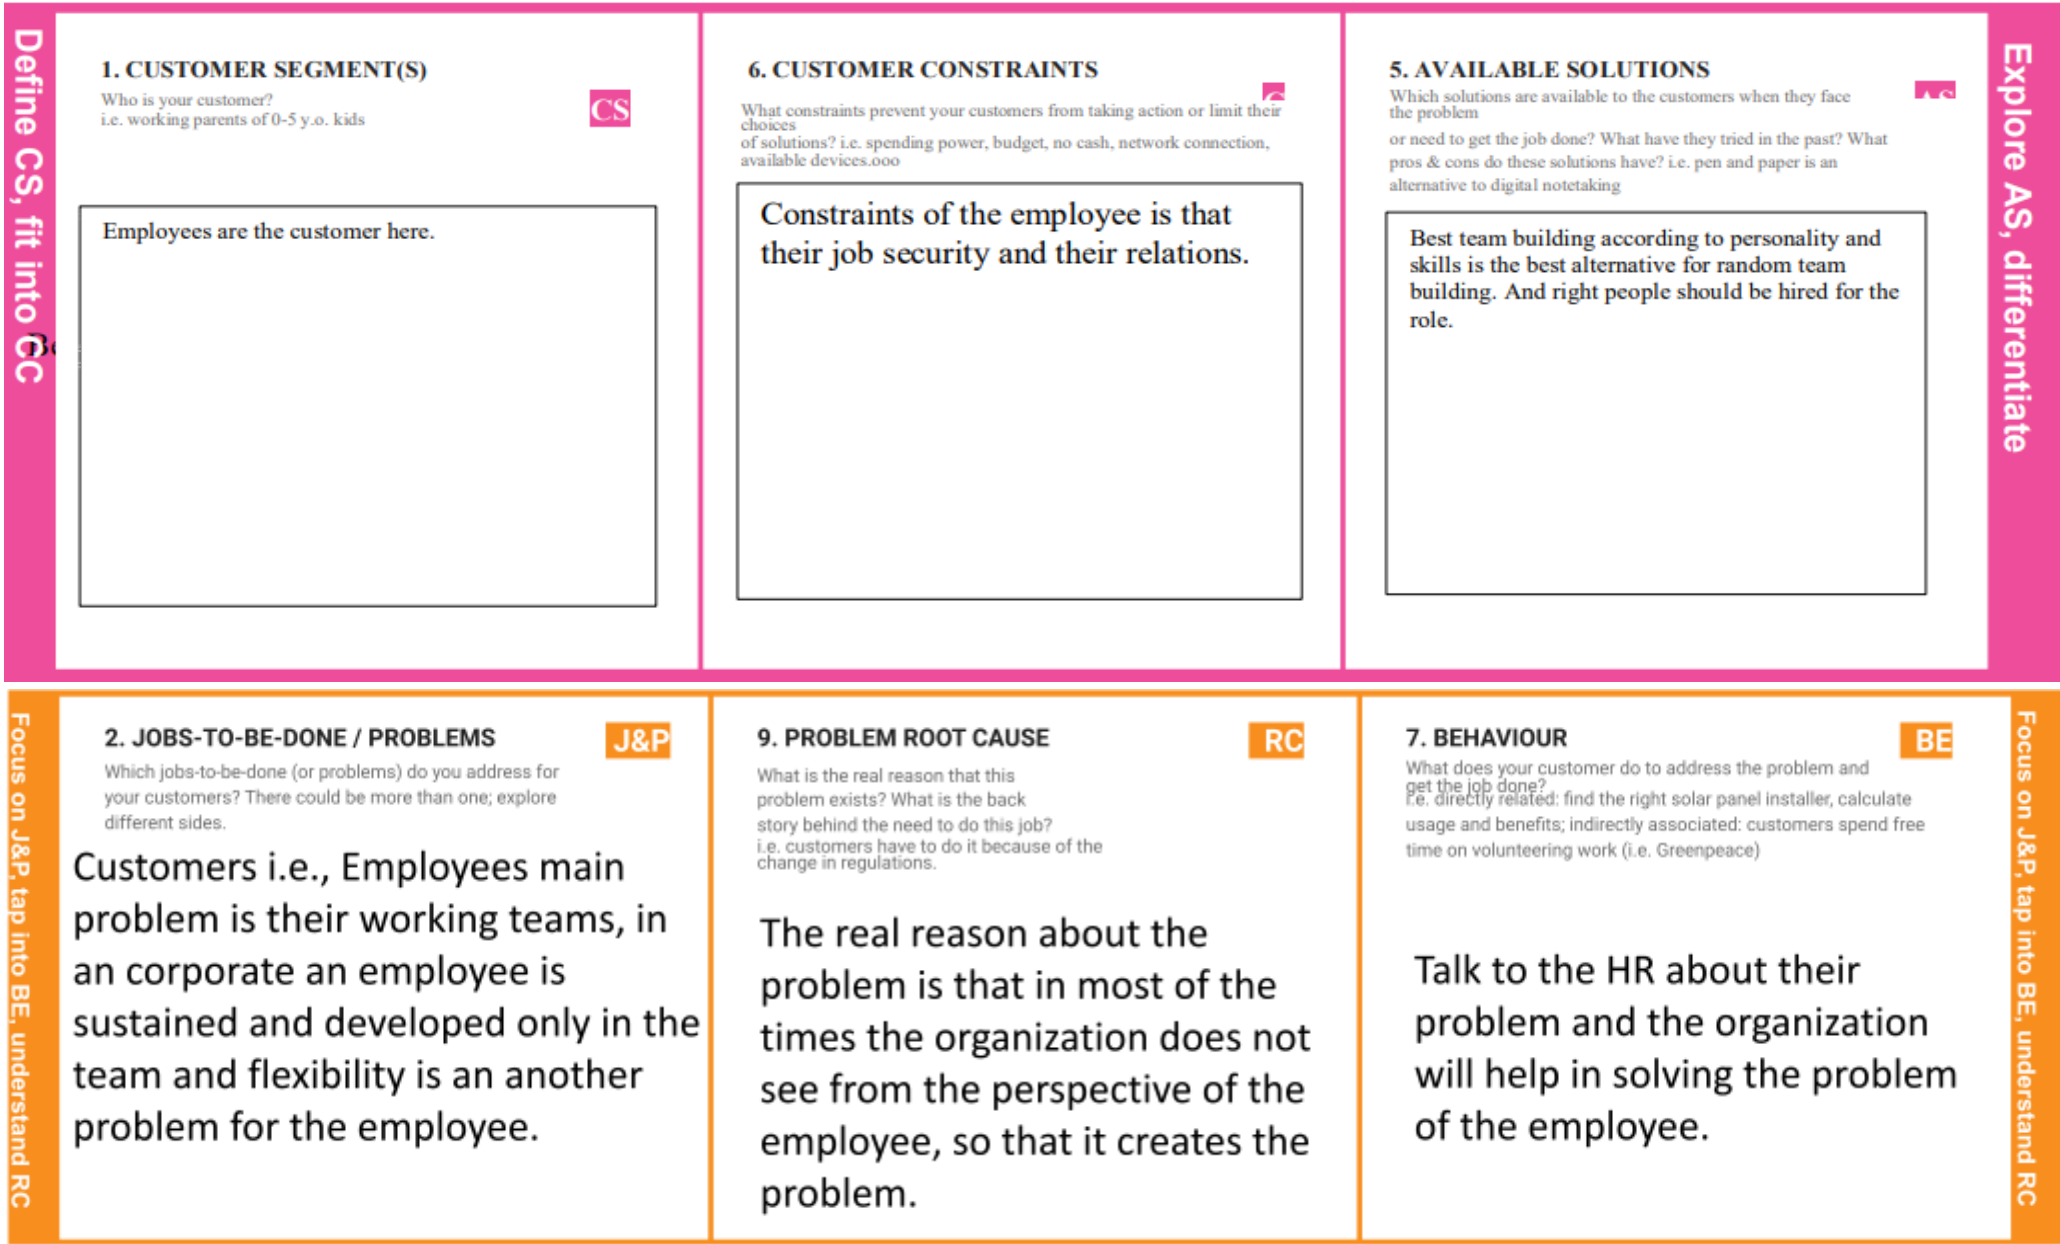 Define CS, fit into CC
1. CUSTOMER SEGMENT(S)
Who is your customer?
i.e. working parents of 0-5 y.o. kids
CS
Employees are the customer here.
6. CUSTOMER CONSTRAINTS
What constraints prevent your customers from taking action or limit their
choices
of solutions? i.e. spending power, budget, no cash, network connection,
available devices.ooo
Constraints of the employee is that
their job security and their relations.
5. AVAILABLE SOLUTIONS
AS
Which solutions are available to the customers when they face
the problem
or need to get the job done? What have they tried in the past? What
pros & cons do these solutions have? i.e. pen and paper is an
alternative to digital notetaking
Best team building according to personality and
skills is the best alternative for random team
building. And right people should be hired for the
role.
Explore AS, differentiate
Focus on J&P, tap into BE, understand RC
2. JOBS-TO-BE-DONE / PROBLEMS
J&P
Which jobs-to-be-done (or problems) do you address for
your customers? There could be more than one; explore
different sides.
Customers i.e., Employees main
problem is their working teams, in
an corporate an employee is
sustained and developed only in the
team and flexibility is an another
problem for the employee.
9. PROBLEM ROOT CAUSE
RC
What is the real reason that this
problem exists? What is the back
story behind the need to do this job?
i.e. customers have to do it because of the
change in regulations.
The real reason about the
problem is that in most of the
times the organization does not
see from the perspective of the
employee, so that it creates the
problem.
7. BEHAVIOUR
BE
What does your customer do to address the problem and
get the job done?
i.e. directly related: find the right solar panel installer, calculate
usage and benefits; indirectly associated: customers spend free
time on volunteering work (i.e. Greenpeace)
Talk to the HR about their
problem and the organization
will help in solving the problem
of the employee.
Focus on J&P, tap into BE, understand RC